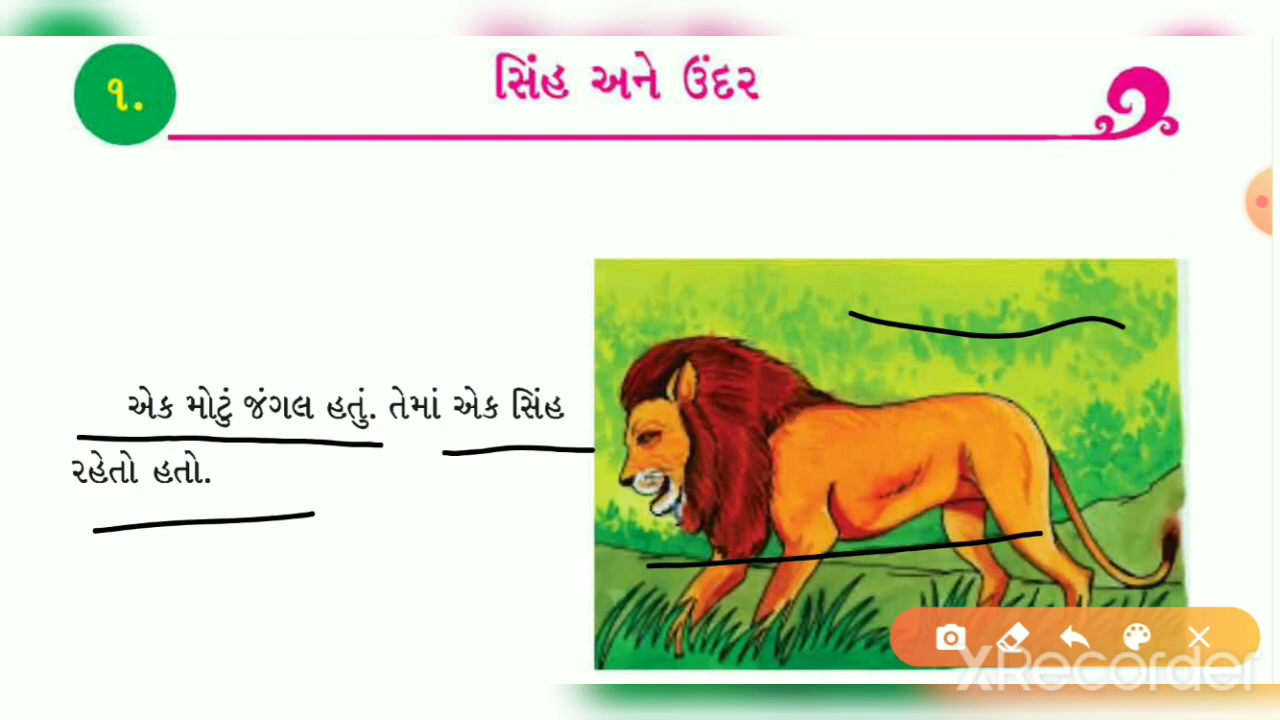 ૧.
સિંહ અને ઉંદર
એક મોટું જંગલ હતું. તેમાં એક સિંહ
રહેતો હતો.
XRecorder